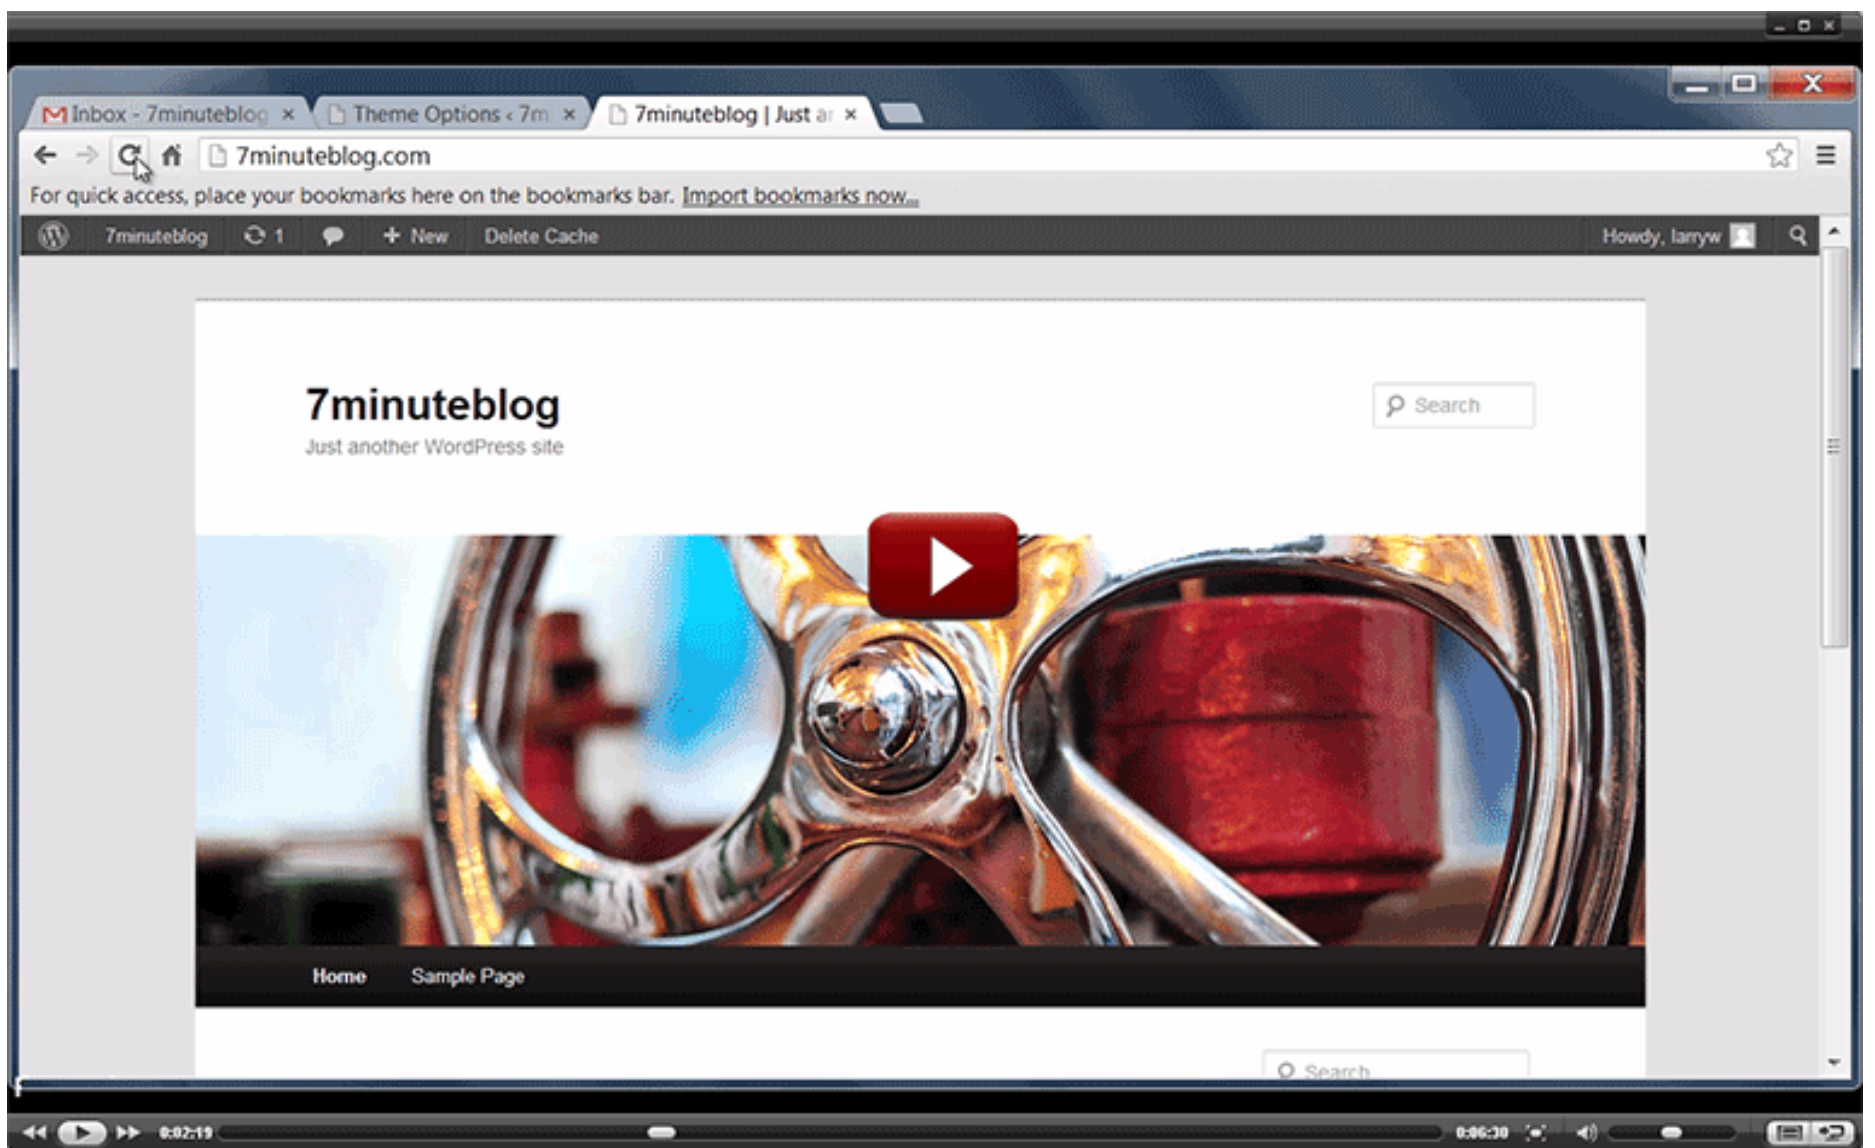 Inbox - 7minuteblog
Theme Options ‹ 7m
7minuteblog | Just ar
7minuteblog.com
For quick access, place your bookmarks here on the bookmarks bar. Import bookmarks now...
7minuteblog 1 + New Delete Cache Howdy, larryw
7minuteblog
Search
Just another WordPress site
Home Sample Page
Search
0:02:19 0:06:30